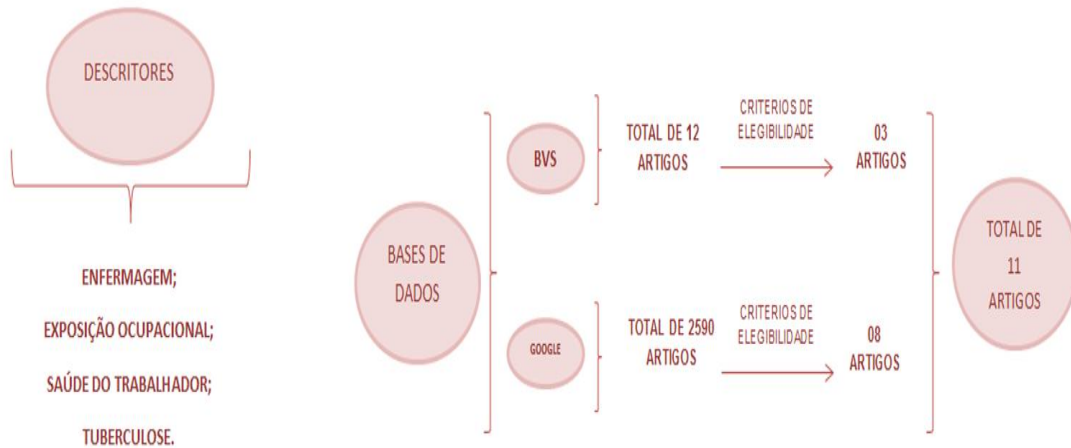 DESCRITORES
ENFERMAGEM;
EXPOSIÇÃO OCUPACIONAL;
SAÚDE DO TRABALHADOR;
TUBERCULOSE.
BASES DE
DADOS
BVS
TOTAL DE 12
ARTIGOS
CRITERIOS DE
ELEGIBILIDADE
03
ARTIGOS
GOOGLE
TOTAL DE 2590
ARTIGOS
CRITERIOS DE
ELEGIBILIDADE
08
ARTIGOS
TOTAL DE
11
ARTIGOS